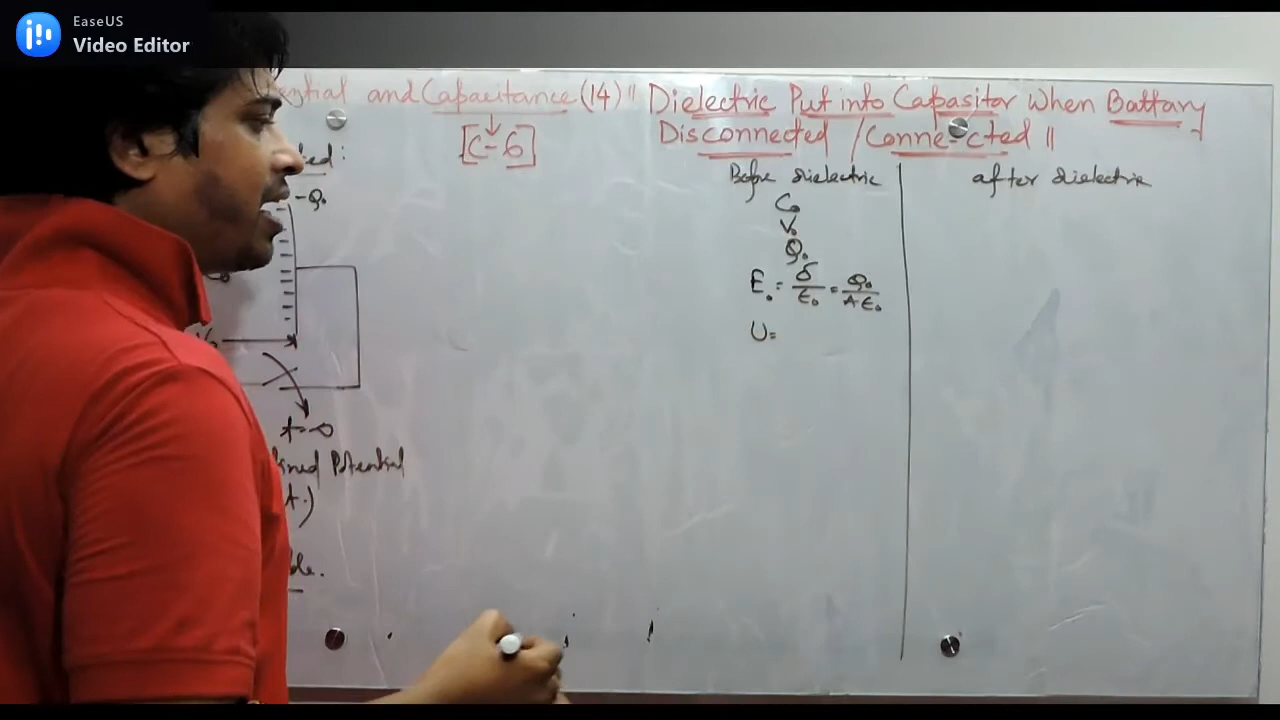 EaseUS
Video Editor
and Capacitance (14) " Dielectric Put into Capasitor When Battary
[C-6] Disconnected / Connected "
Before dielectric after dielectric
-Q₀
C₀
V₀
Q₀
E₀ = σ/ε₀ = Q₀/Aε₀
U=
Potential